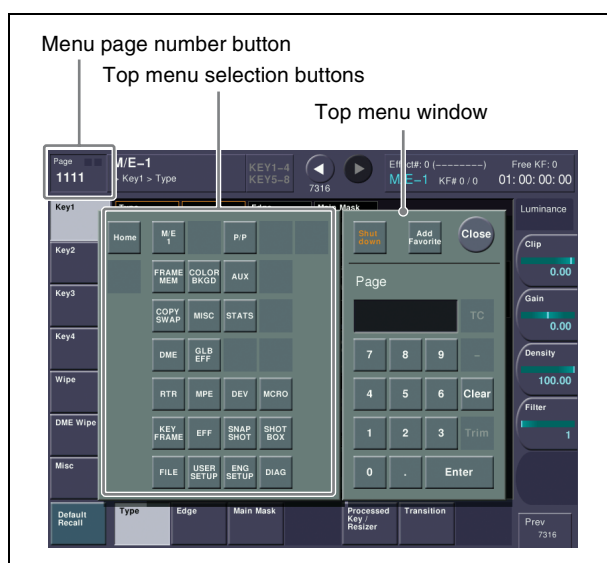 Menu page number button
Top menu selection buttons
Top menu window
Page
1111
M/E–1
> Key1 > Type
KEY1–4
KEY5–8
7316
Effect#: 0 (--------)
M/E–1 KF# 0 / 0
Free KF: 0
01: 00: 00: 00
Key1
Type
Edge
Main Mask
Luminance
Key2
Key3
Key4
Wipe
DME Wipe
Misc
Home
M/E 1
P/P
FRAME MEM
COLOR BKGD
AUX
COPY SWAP
MISC
STATS
DME
GLB EFF
RTR
MPE
DEV
MCRO
KEY FRAME
EFF
SNAP SHOT
SHOT BOX
FILE
USER SETUP
ENG SETUP
DIAG
Shut down
Add Favorite
Close
Page
TC
7 8 9 –
4 5 6 Clear
1 2 3 Trim
0 . Enter
Clip
0.00
Gain
0.00
Density
100.00
Filter
1
Default Recall
Type
Edge
Main Mask
Processed Key / Resizer
Transition
Prev
7316